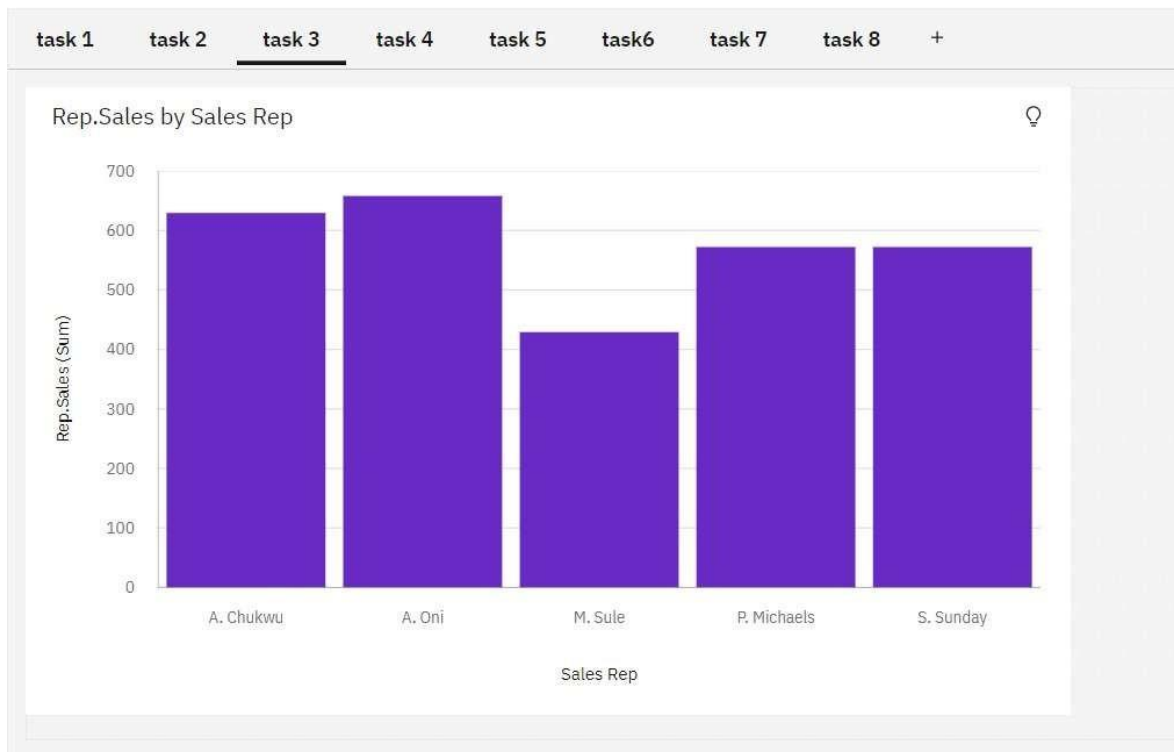 task 1 task 2 task 3 task 4 task 5 task6 task 7 task 8 +
Rep.Sales by Sales Rep
Rep.Sales (Sum)
700
600
500
400
300
200
100
0
A. Chukwu A. Oni M. Sule P. Michaels S. Sunday
Sales Rep